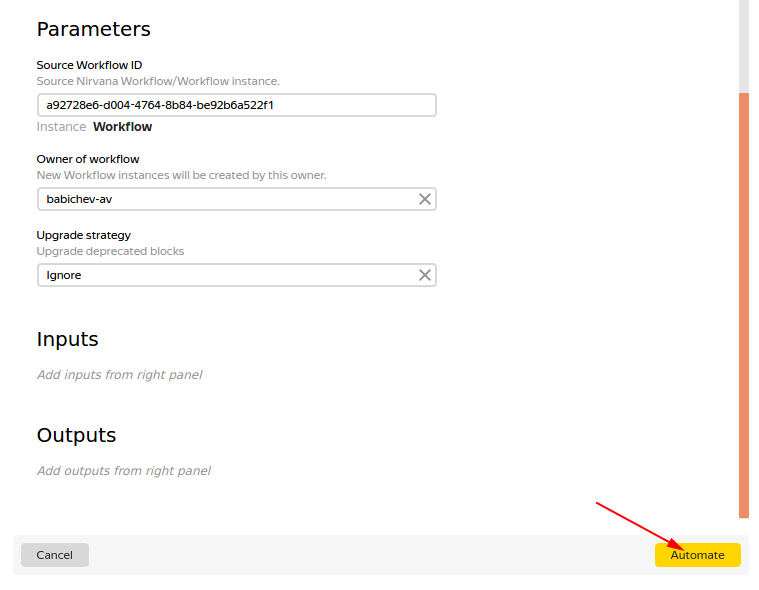 Parameters
Source Workflow ID
Source Nirvana Workflow/Workflow instance.
a92728e6-d004-4764-8b84-be92b6a522f1
Instance Workflow
Owner of workflow
New Workflow instances will be created by this owner.
babichev-av
Upgrade strategy
Upgrade deprecated blocks
Ignore
Inputs
Add inputs from right panel
Outputs
Add outputs from right panel
Cancel Automate